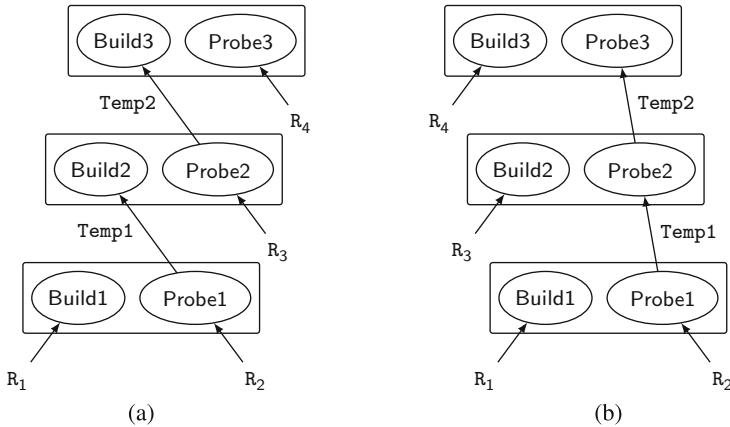 Build3 Probe3 Build3 Probe3
Temp2 R4 R4 Temp2
Build2 Probe2 Build2 Probe2
Temp1 R3 R3 Temp1
Build1 Probe1 Build1 Probe1
R1 R2 R1 R2
(a) (b)